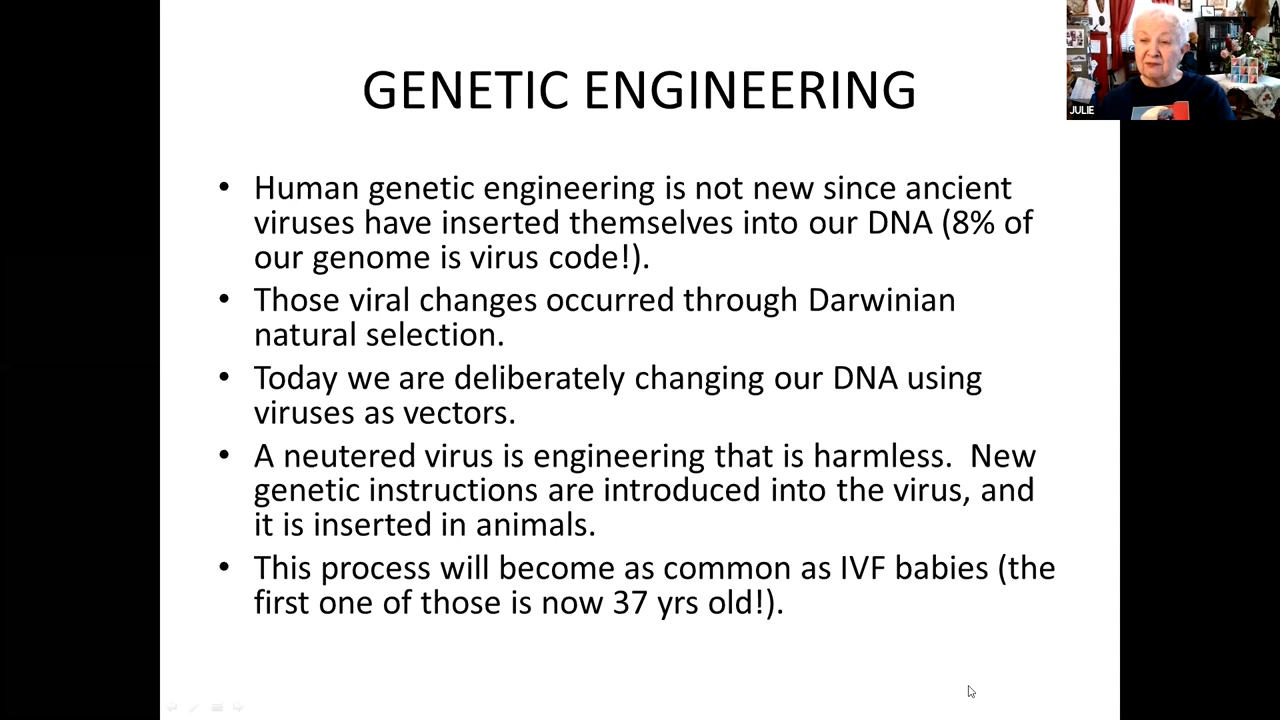 GENETIC ENGINEERING
JULIE
• Human genetic engineering is not new since ancient
viruses have inserted themselves into our DNA (8% of
our genome is virus code!).
• Those viral changes occurred through Darwinian
natural selection.
• Today we are deliberately changing our DNA using
viruses as vectors.
• A neutered virus is engineering that is harmless.  New
genetic instructions are introduced into the virus, and
it is inserted in animals.
• This process will become as common as IVF babies (the
first one of those is now 37 yrs old!).